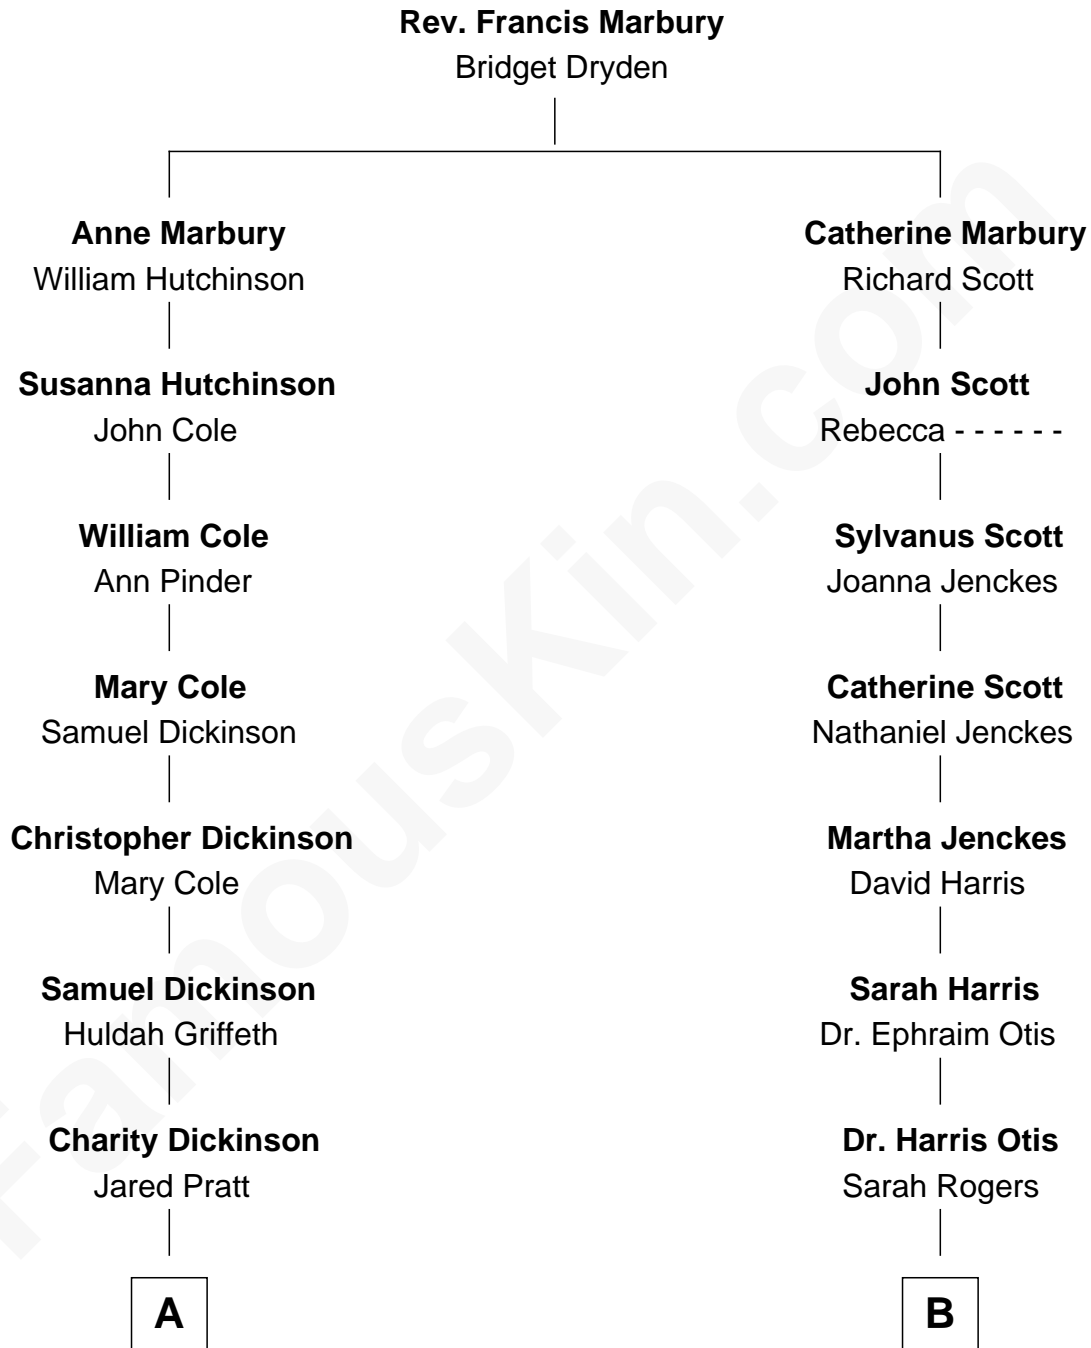 Rev. Francis Marbury
Bridget Dryden
Anne Marbury
William Hutchinson
Susanna Hutchinson
John Cole
William Cole
Ann Pinder
Mary Cole
Samuel Dickinson
Christopher Dickinson
Mary Cole
Samuel Dickinson
Huldah Griffeth
Charity Dickinson
Jared Pratt
A
Catherine Marbury
Richard Scott
John Scott
Rebecca - - - - - -
Sylvanus Scott
Joanna Jenckes
Catherine Scott
Nathaniel Jenckes
Martha Jenckes
David Harris
Sarah Harris
Dr. Ephraim Otis
Dr. Harris Otis
Sarah Rogers
B
FamousKin.com